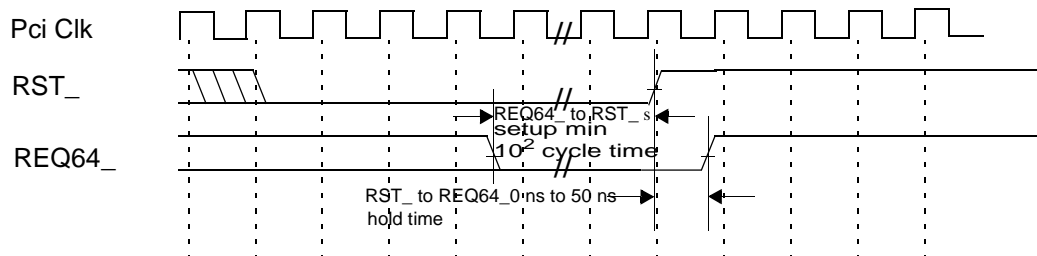 Pci Clk
RST_
REQ64_ to RST_ s
setup min
10² cycle time
REQ64_
RST_ to REQ64_0 ns to 50 ns
hold time